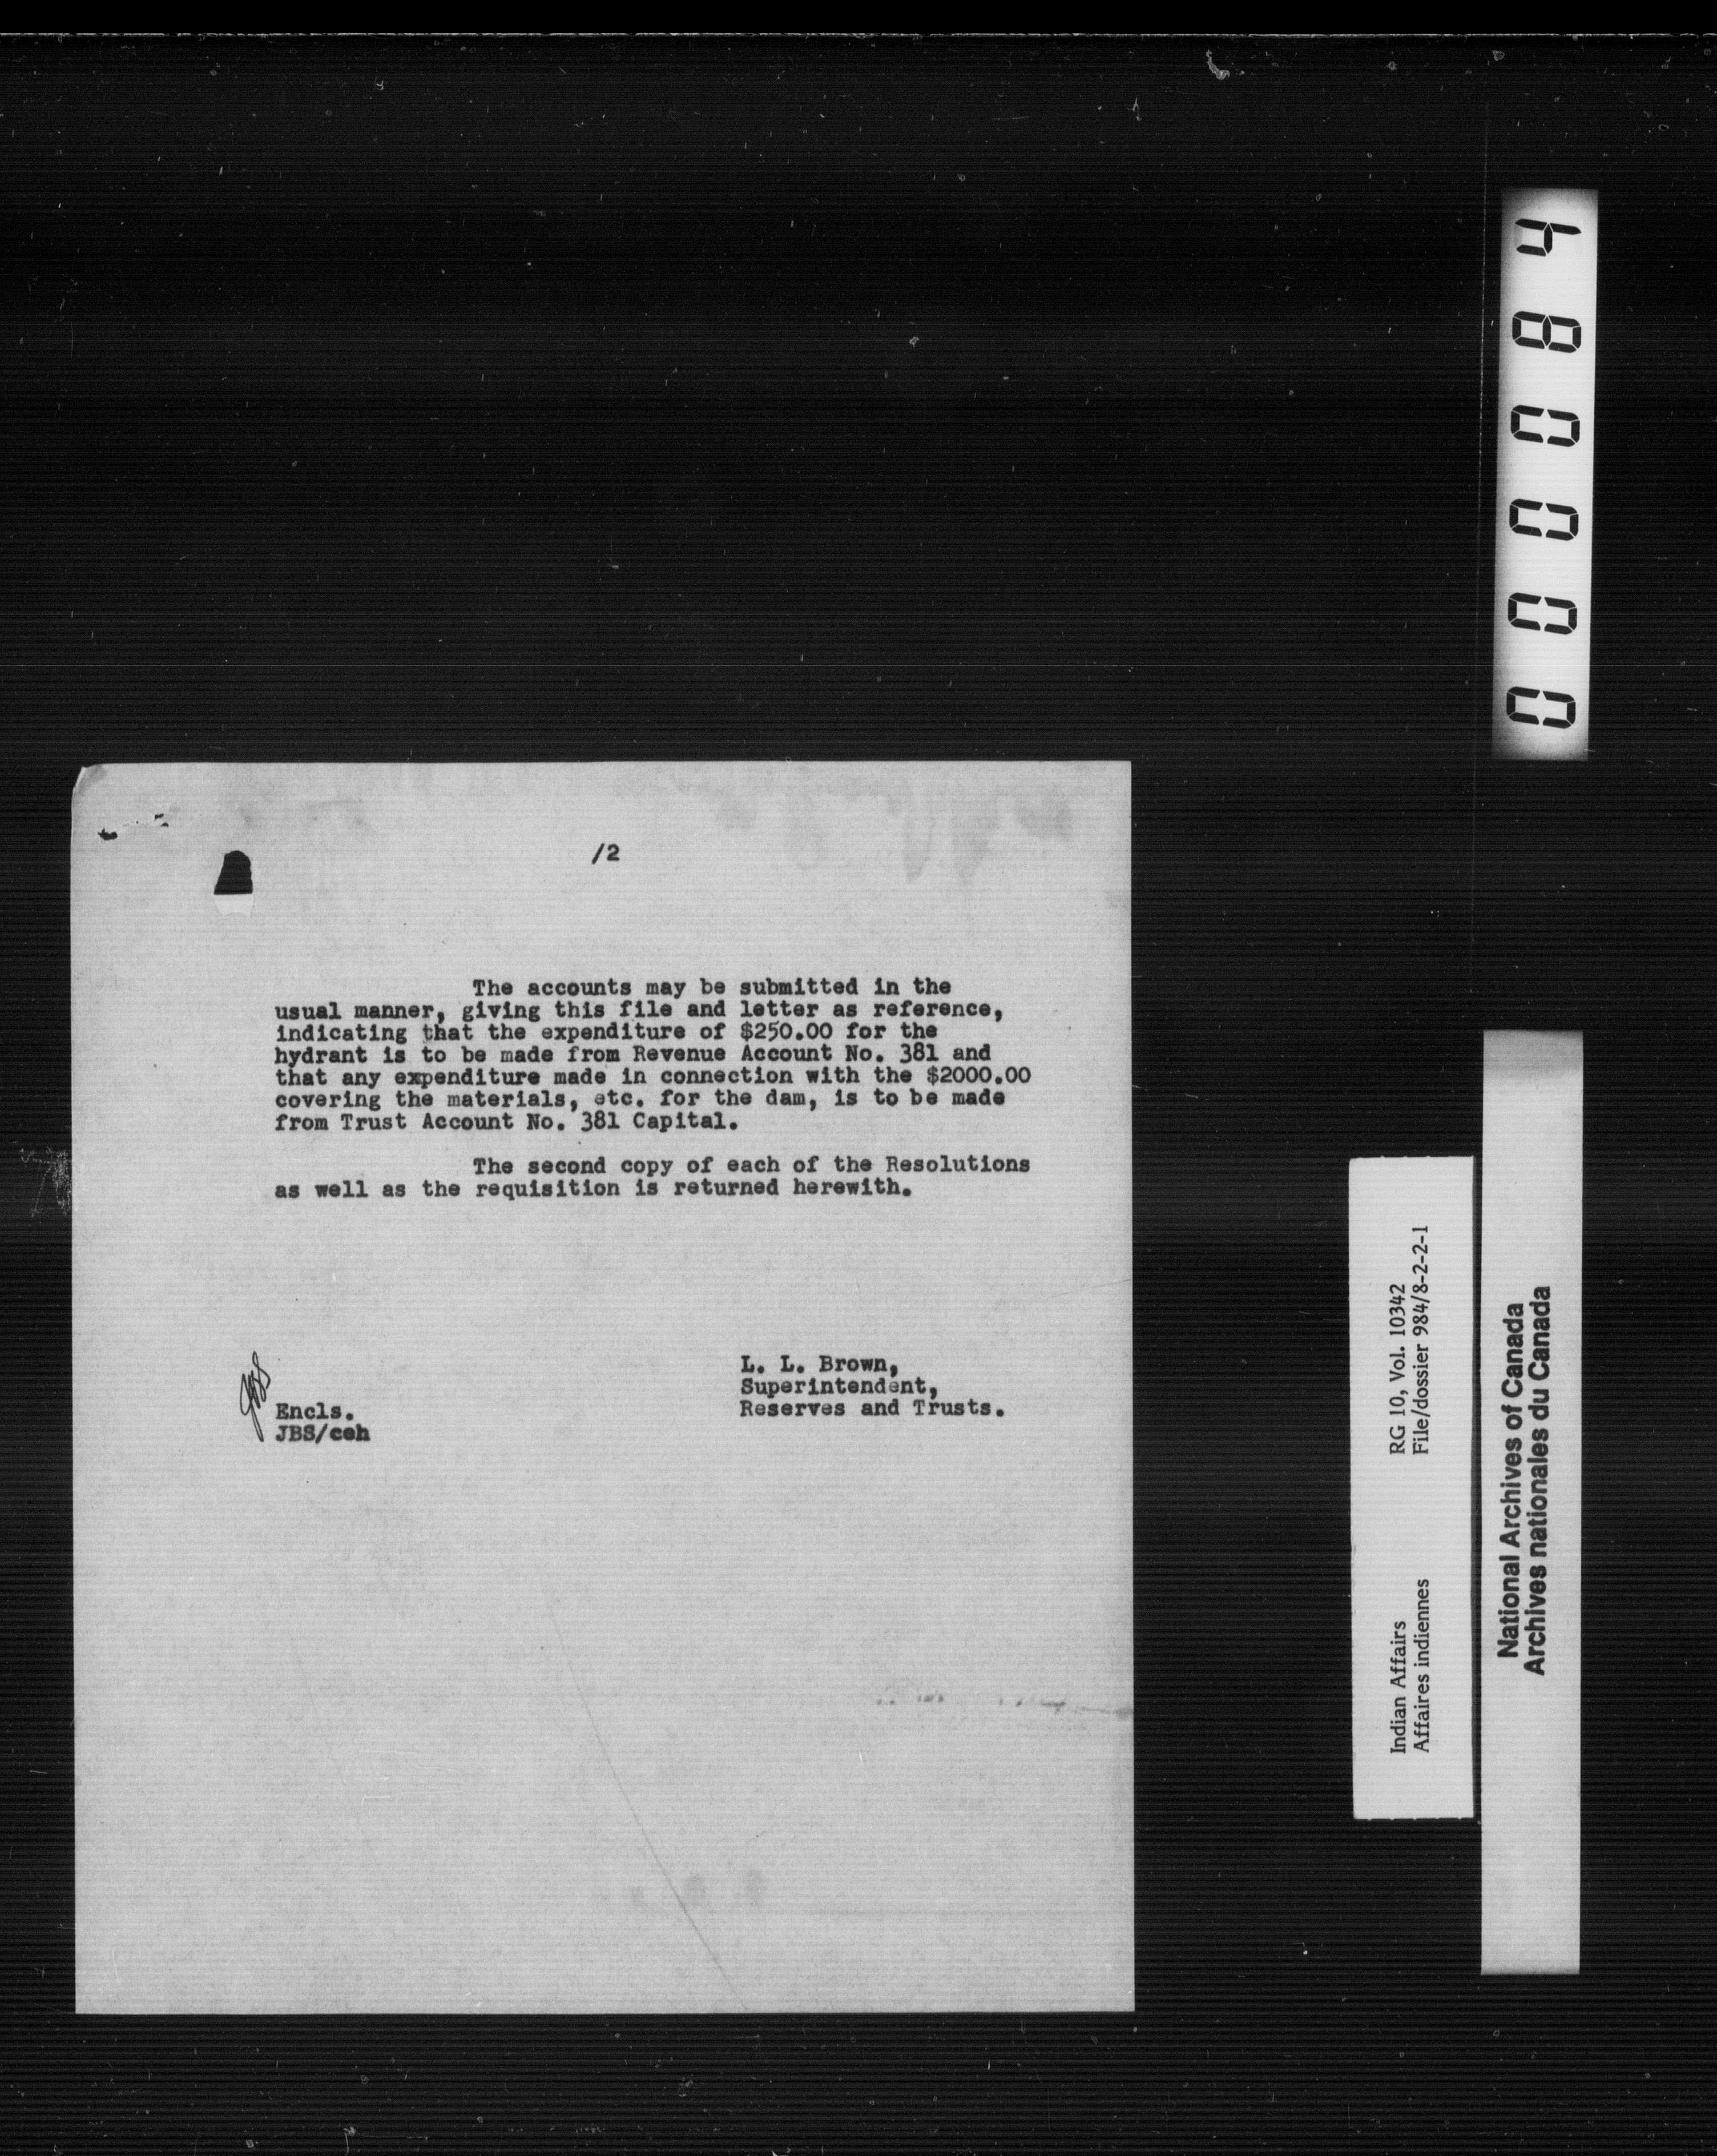 /2
The accounts may be submitted in the
usual manner, giving this file and letter as reference,
indicating that the expenditure of $250.00 for the
hydrant is to be made from Revenue Account No. 381 and
that any expenditure made in connection with the $2000.00
covering the materials, etc. for the dam, is to be made
from Trust Account No. 381 Capital.
The second copy of each of the Resolutions
as well as the requisition is returned herewith.
L. L. Brown,
Superintendent,
Reserves and Trusts.
Encls.
JBS/ceh
000084
Indian Affairs RG 10, Vol. 10342
Affaires indiennes File/dossier 984/8-2-2-1
National Archives of Canada
Archives nationales du Canada